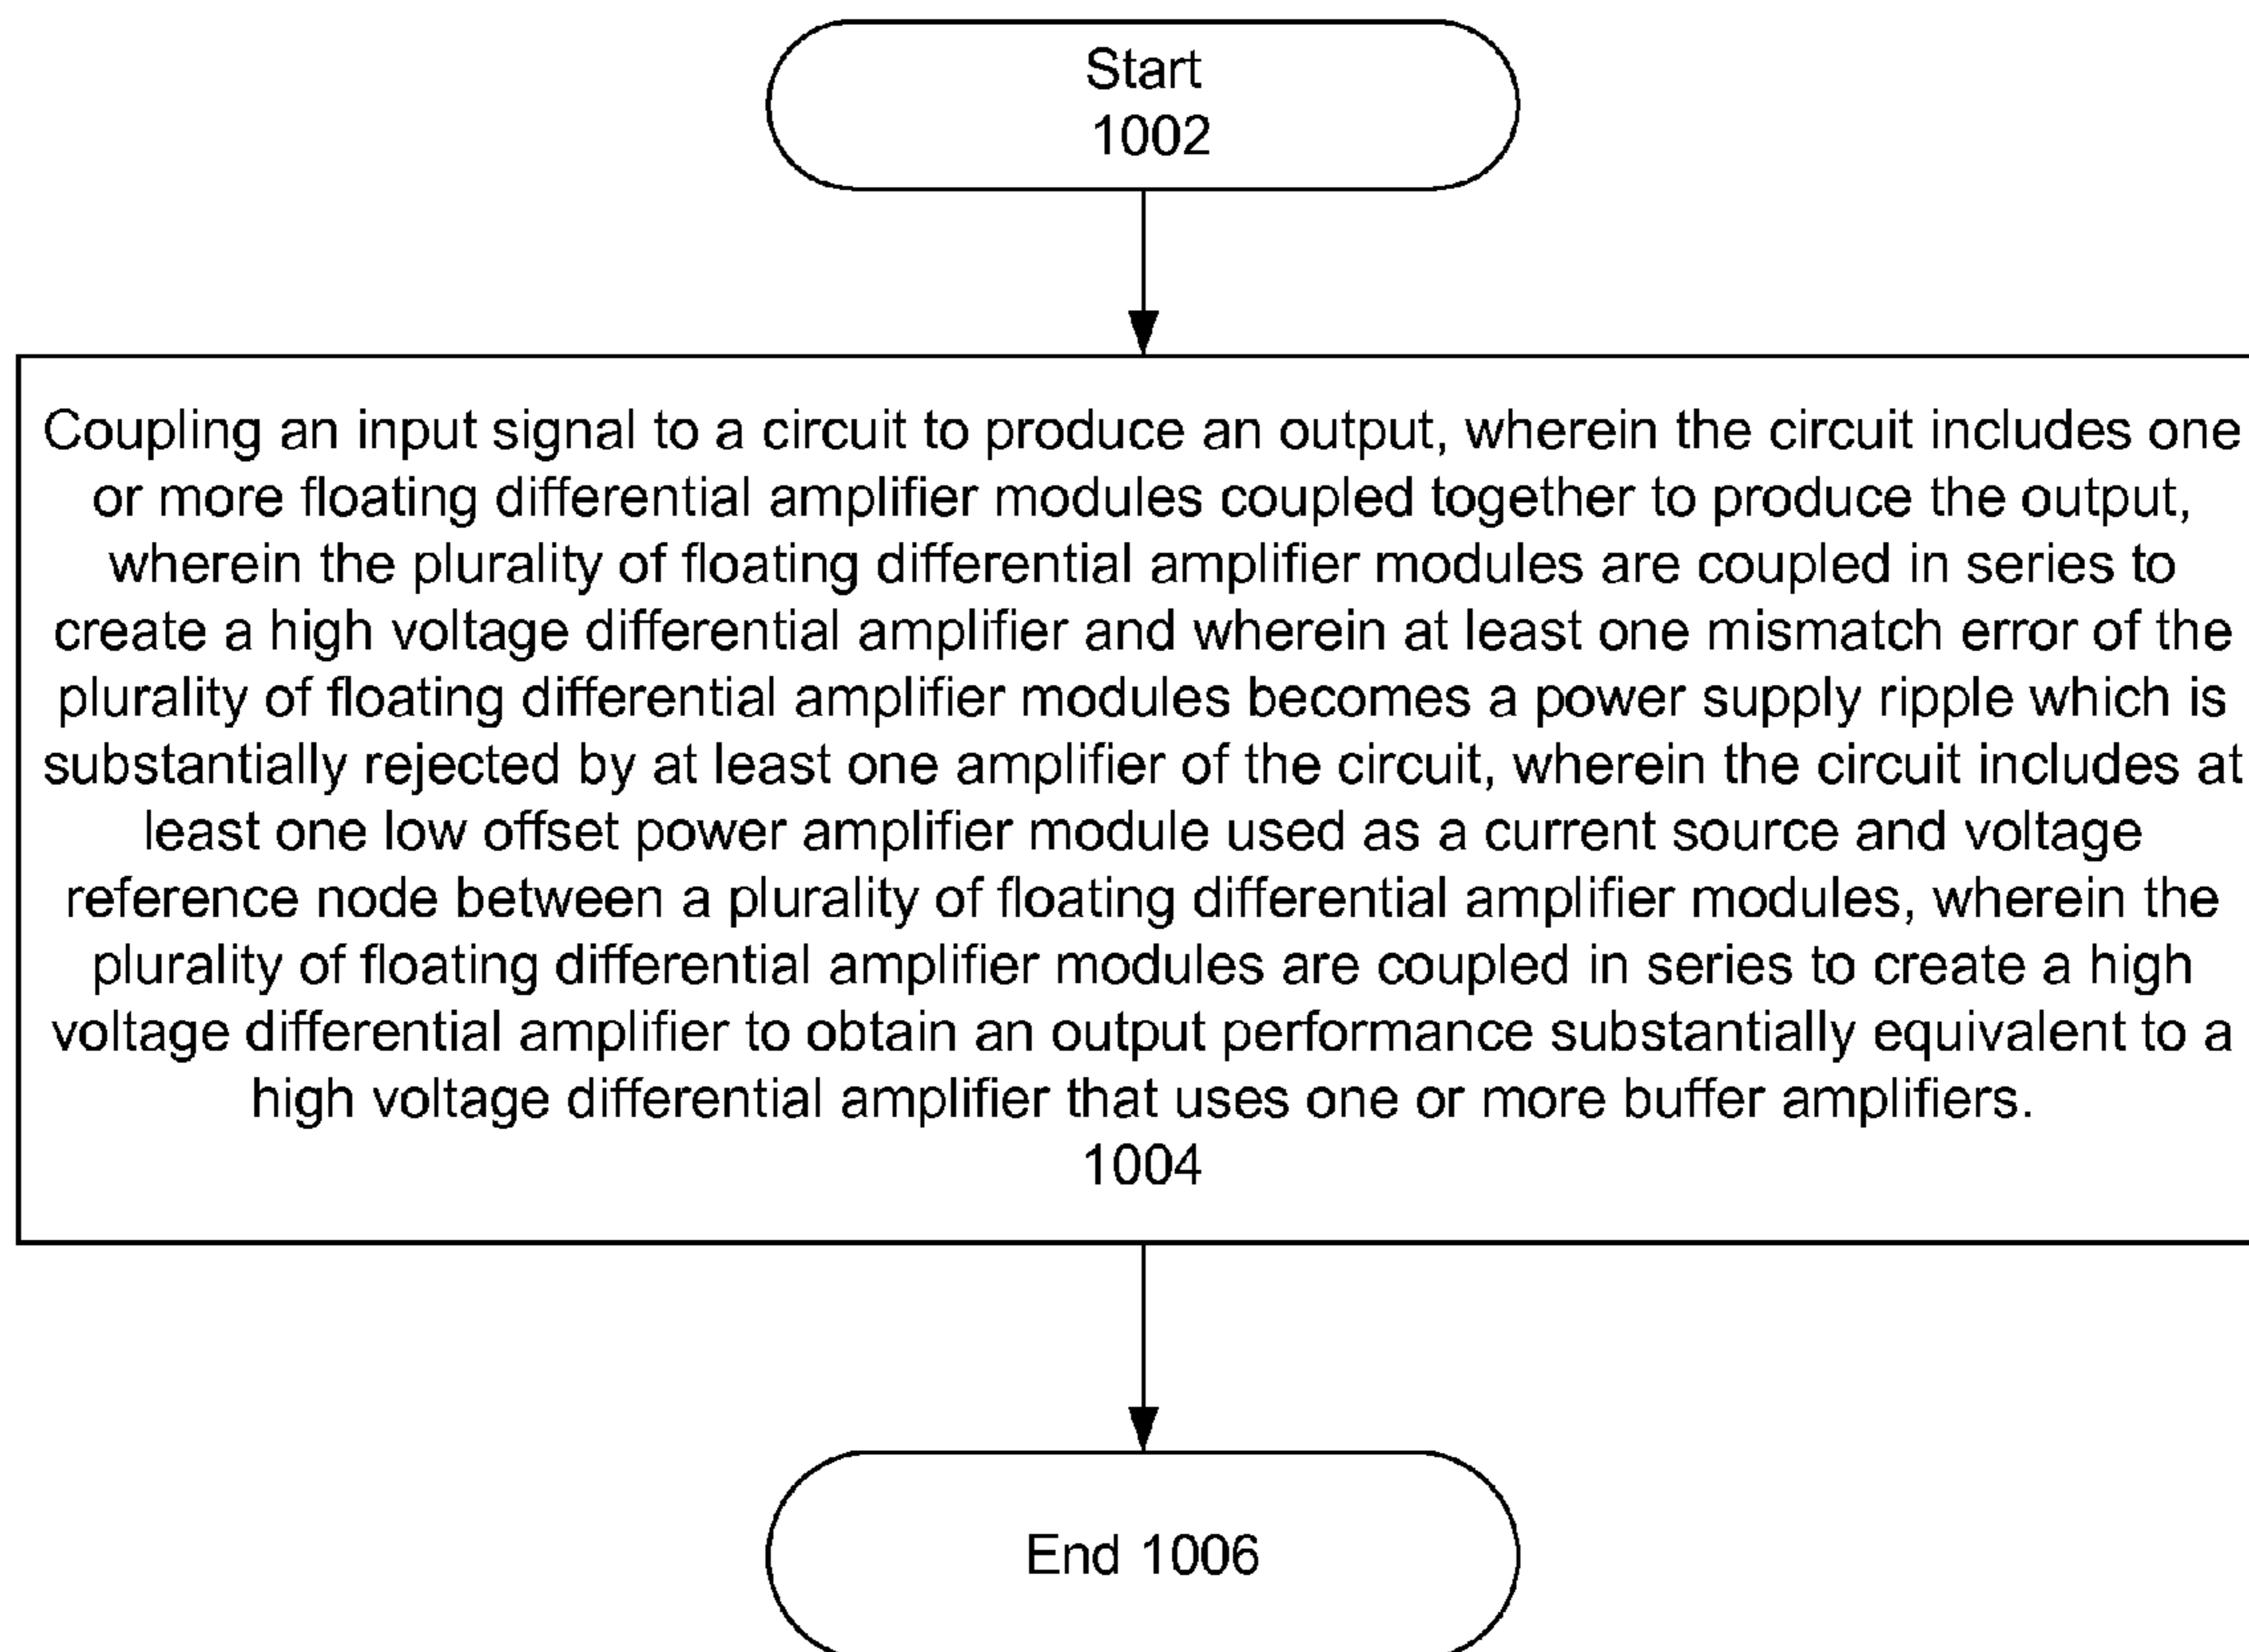 Start
1002
Coupling an input signal to a circuit to produce an output, wherein the circuit includes one
or more floating differential amplifier modules coupled together to produce the output,
wherein the plurality of floating differential amplifier modules are coupled in series to
create a high voltage differential amplifier and wherein at least one mismatch error of the
plurality of floating differential amplifier modules becomes a power supply ripple which is
substantially rejected by at least one amplifier of the circuit, wherein the circuit includes at
least one low offset power amplifier module used as a current source and voltage
reference node between a plurality of floating differential amplifier modules, wherein the
plurality of floating differential amplifier modules are coupled in series to create a high
voltage differential amplifier to obtain an output performance substantially equivalent to a
high voltage differential amplifier that uses one or more buffer amplifiers.
1004
End 1006